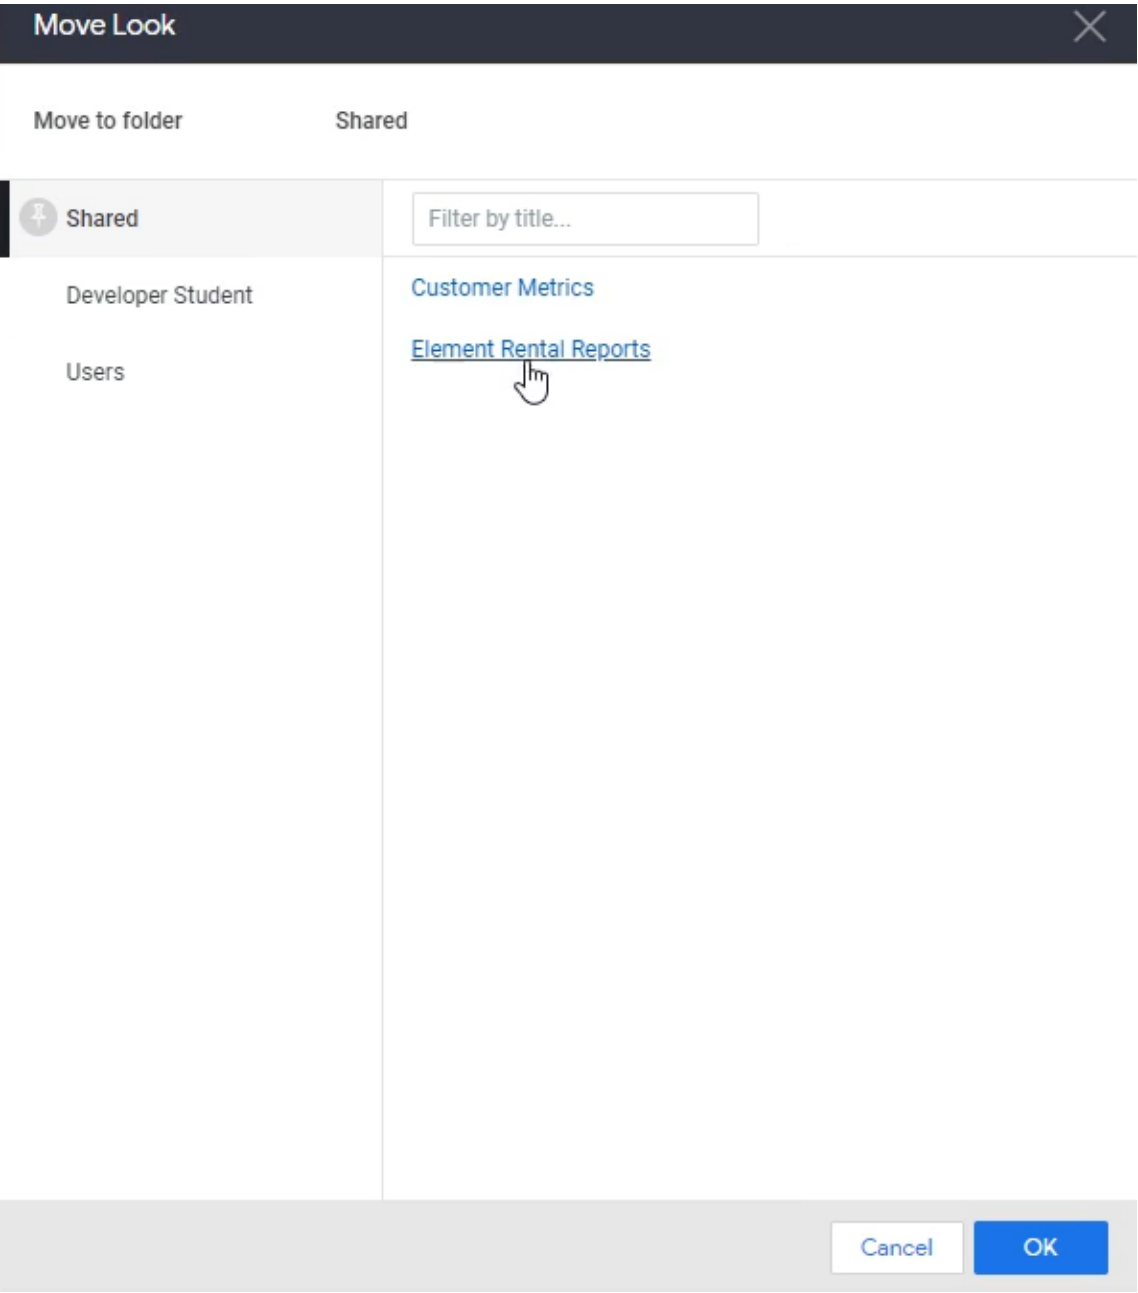 Move Look
Move to folder Shared
Shared
Filter by title...
Developer Student
Customer Metrics
Users
Element Rental Reports
Cancel OK